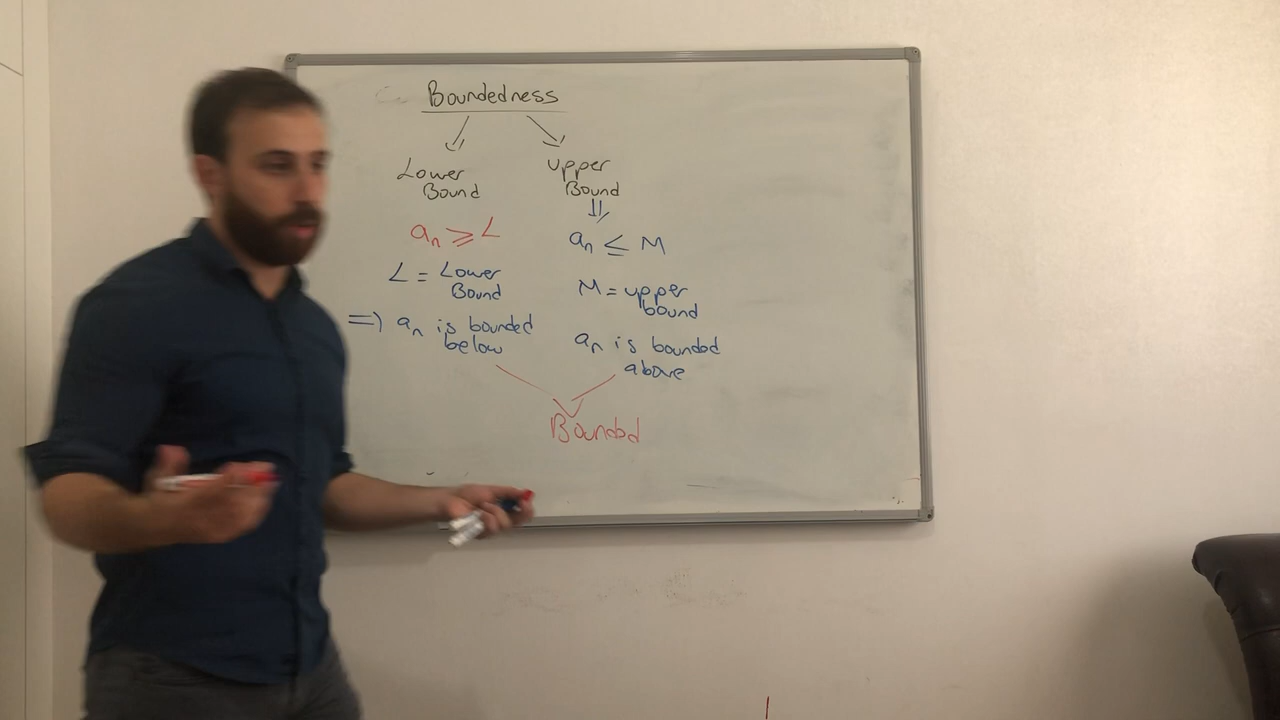 Boundedness
Lower
Bound
upper
Bound
aₙ ⩾ L
L = Lower
Bound
=) aₙ is bounded
below
aₙ ≤ M
M = upper
bound
aₙ is bounded
above
Bounded